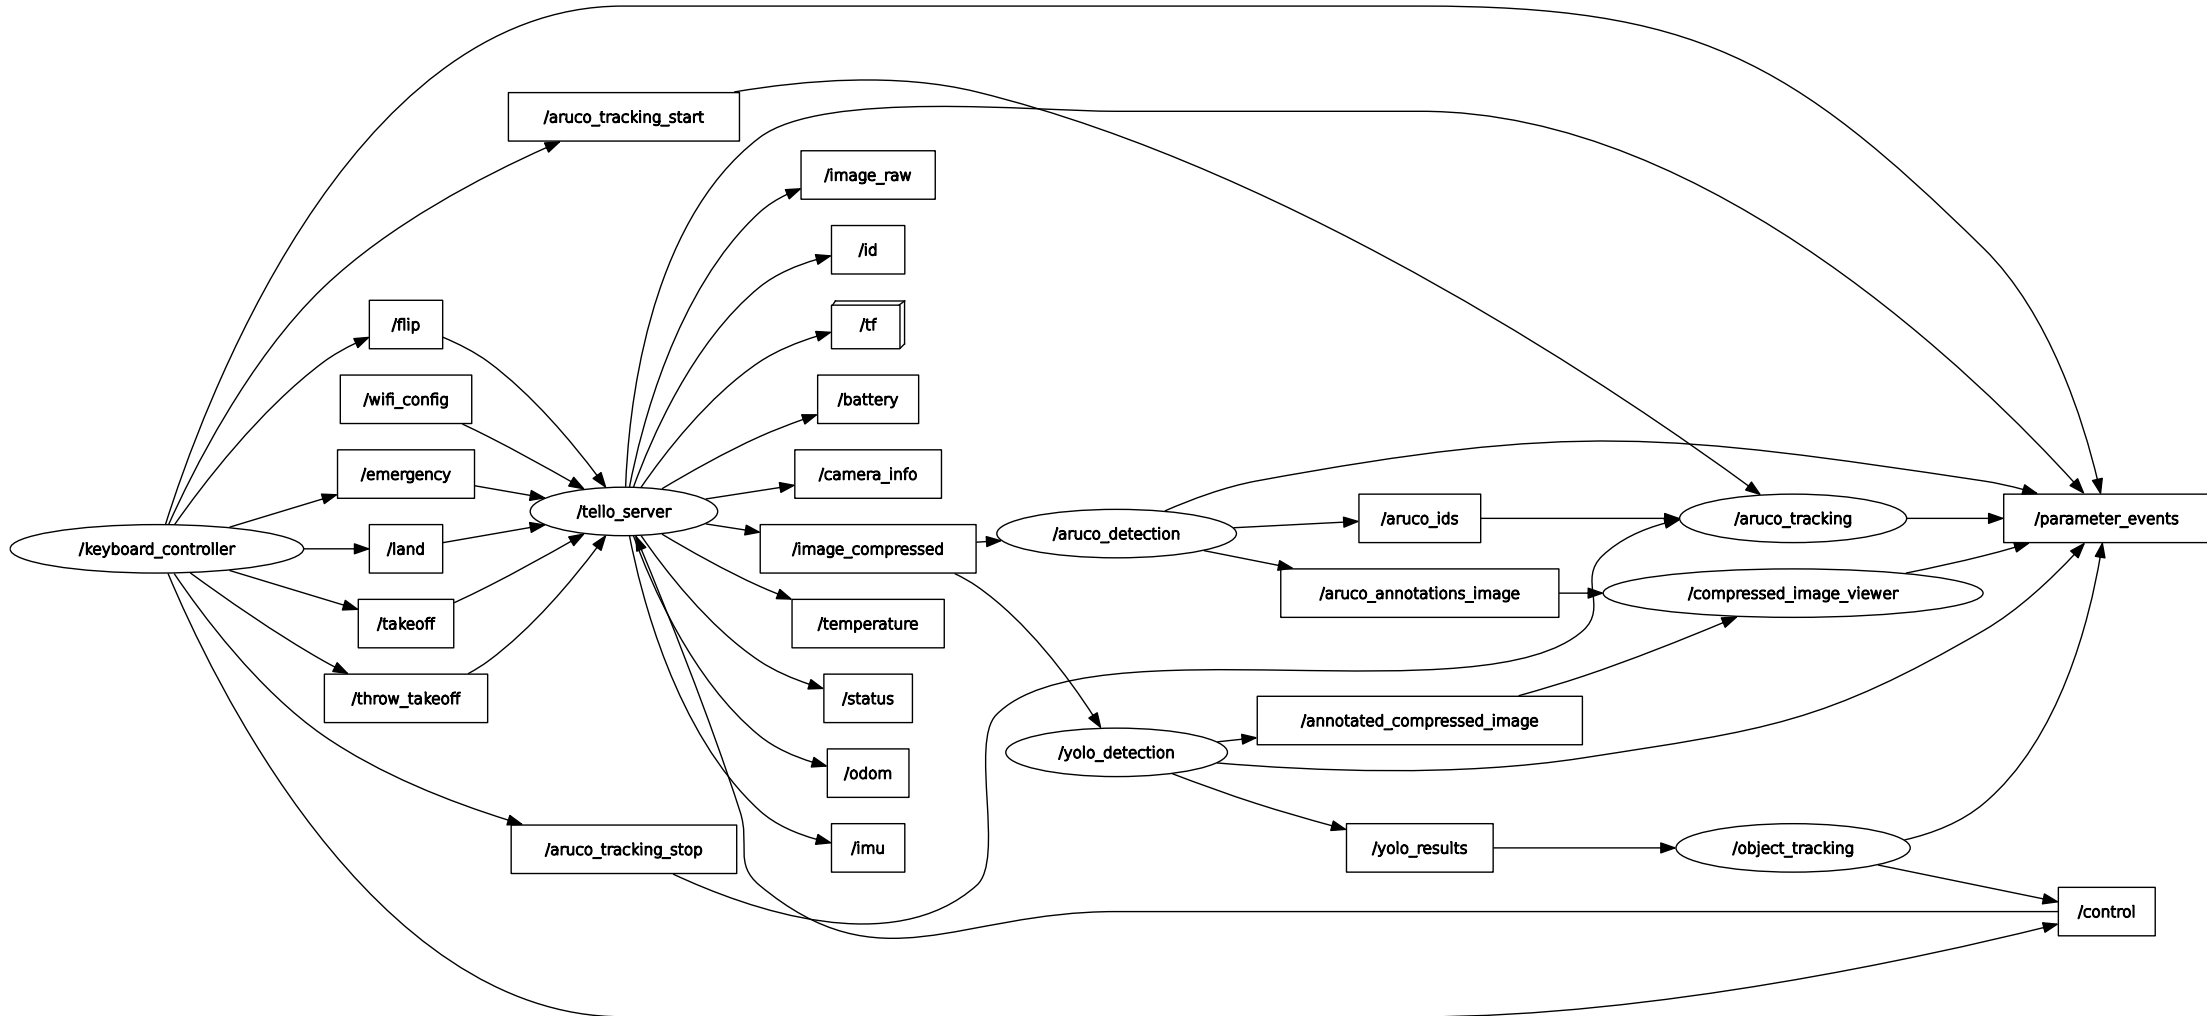 /aruco_tracking_start
/image_raw
/id
/flip
/tf
/wifi_config
/battery
/emergency
/camera_info
/tello_server
/aruco_ids
/aruco_tracking
/parameter_events
/keyboard_controller
/land
/image_compressed
/aruco_detection
/aruco_annotations_image
/compressed_image_viewer
/takeoff
/temperature
/throw_takeoff
/status
/annotated_compressed_image
/yolo_detection
/odom
/aruco_tracking_stop
/imu
/yolo_results
/object_tracking
/control